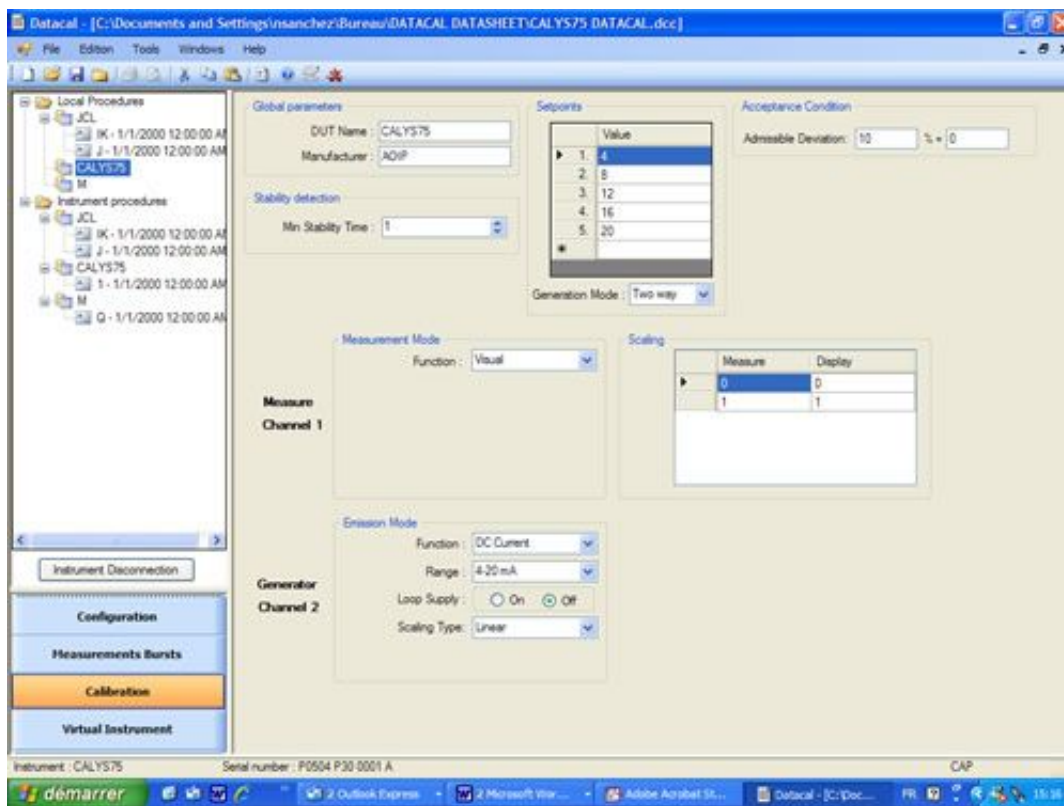 Datacal - [C:\Documents and Settings\nsanchez\Bureau\DATACAL DATASHEET\CALYS75 DATACAL.dcc]
File Edition Tools Windows Help
Local Procedures
JCL
IK - 1/1/2000 12:00:00 AM
J - 1/1/2000 12:00:00 AM
CALYS75
M
Instrument procedures
JCL
IK - 1/1/2000 12:00:00 AM
J - 1/1/2000 12:00:00 AM
CALYS75
1 - 1/1/2000 12:00:00 AM
M
Q - 1/1/2000 12:00:00 AM
Instrument Disconnection
Configuration
Measurements Bursts
Calibration
Virtual Instrument
Global parameters
DUT Name : CALYS75
Manufacturer : AOIP
Stability detection
Min Stability Time : 1
Setpoints
Value
1. 4
2. 8
3. 12
4. 16
5. 20
Generation Mode : Two way
Acceptance Condition
Admissible Deviation: 10 % + 0
Measure Channel 1
Measurement Mode
Function : Visual
Scaling
Measure Display
0 0
1 1
Generator Channel 2
Emission Mode
Function : DC Current
Range : 4-20 mA
Loop Supply : On Off
Scaling Type: Linear
Instrument : CALYS75 Serial number : P0504 P30 0001 A CAP
démarrer 2 Outlook Express 2 Microsoft Wor... Adobe Acrobat St... Datacal - [C:\Doc... FR